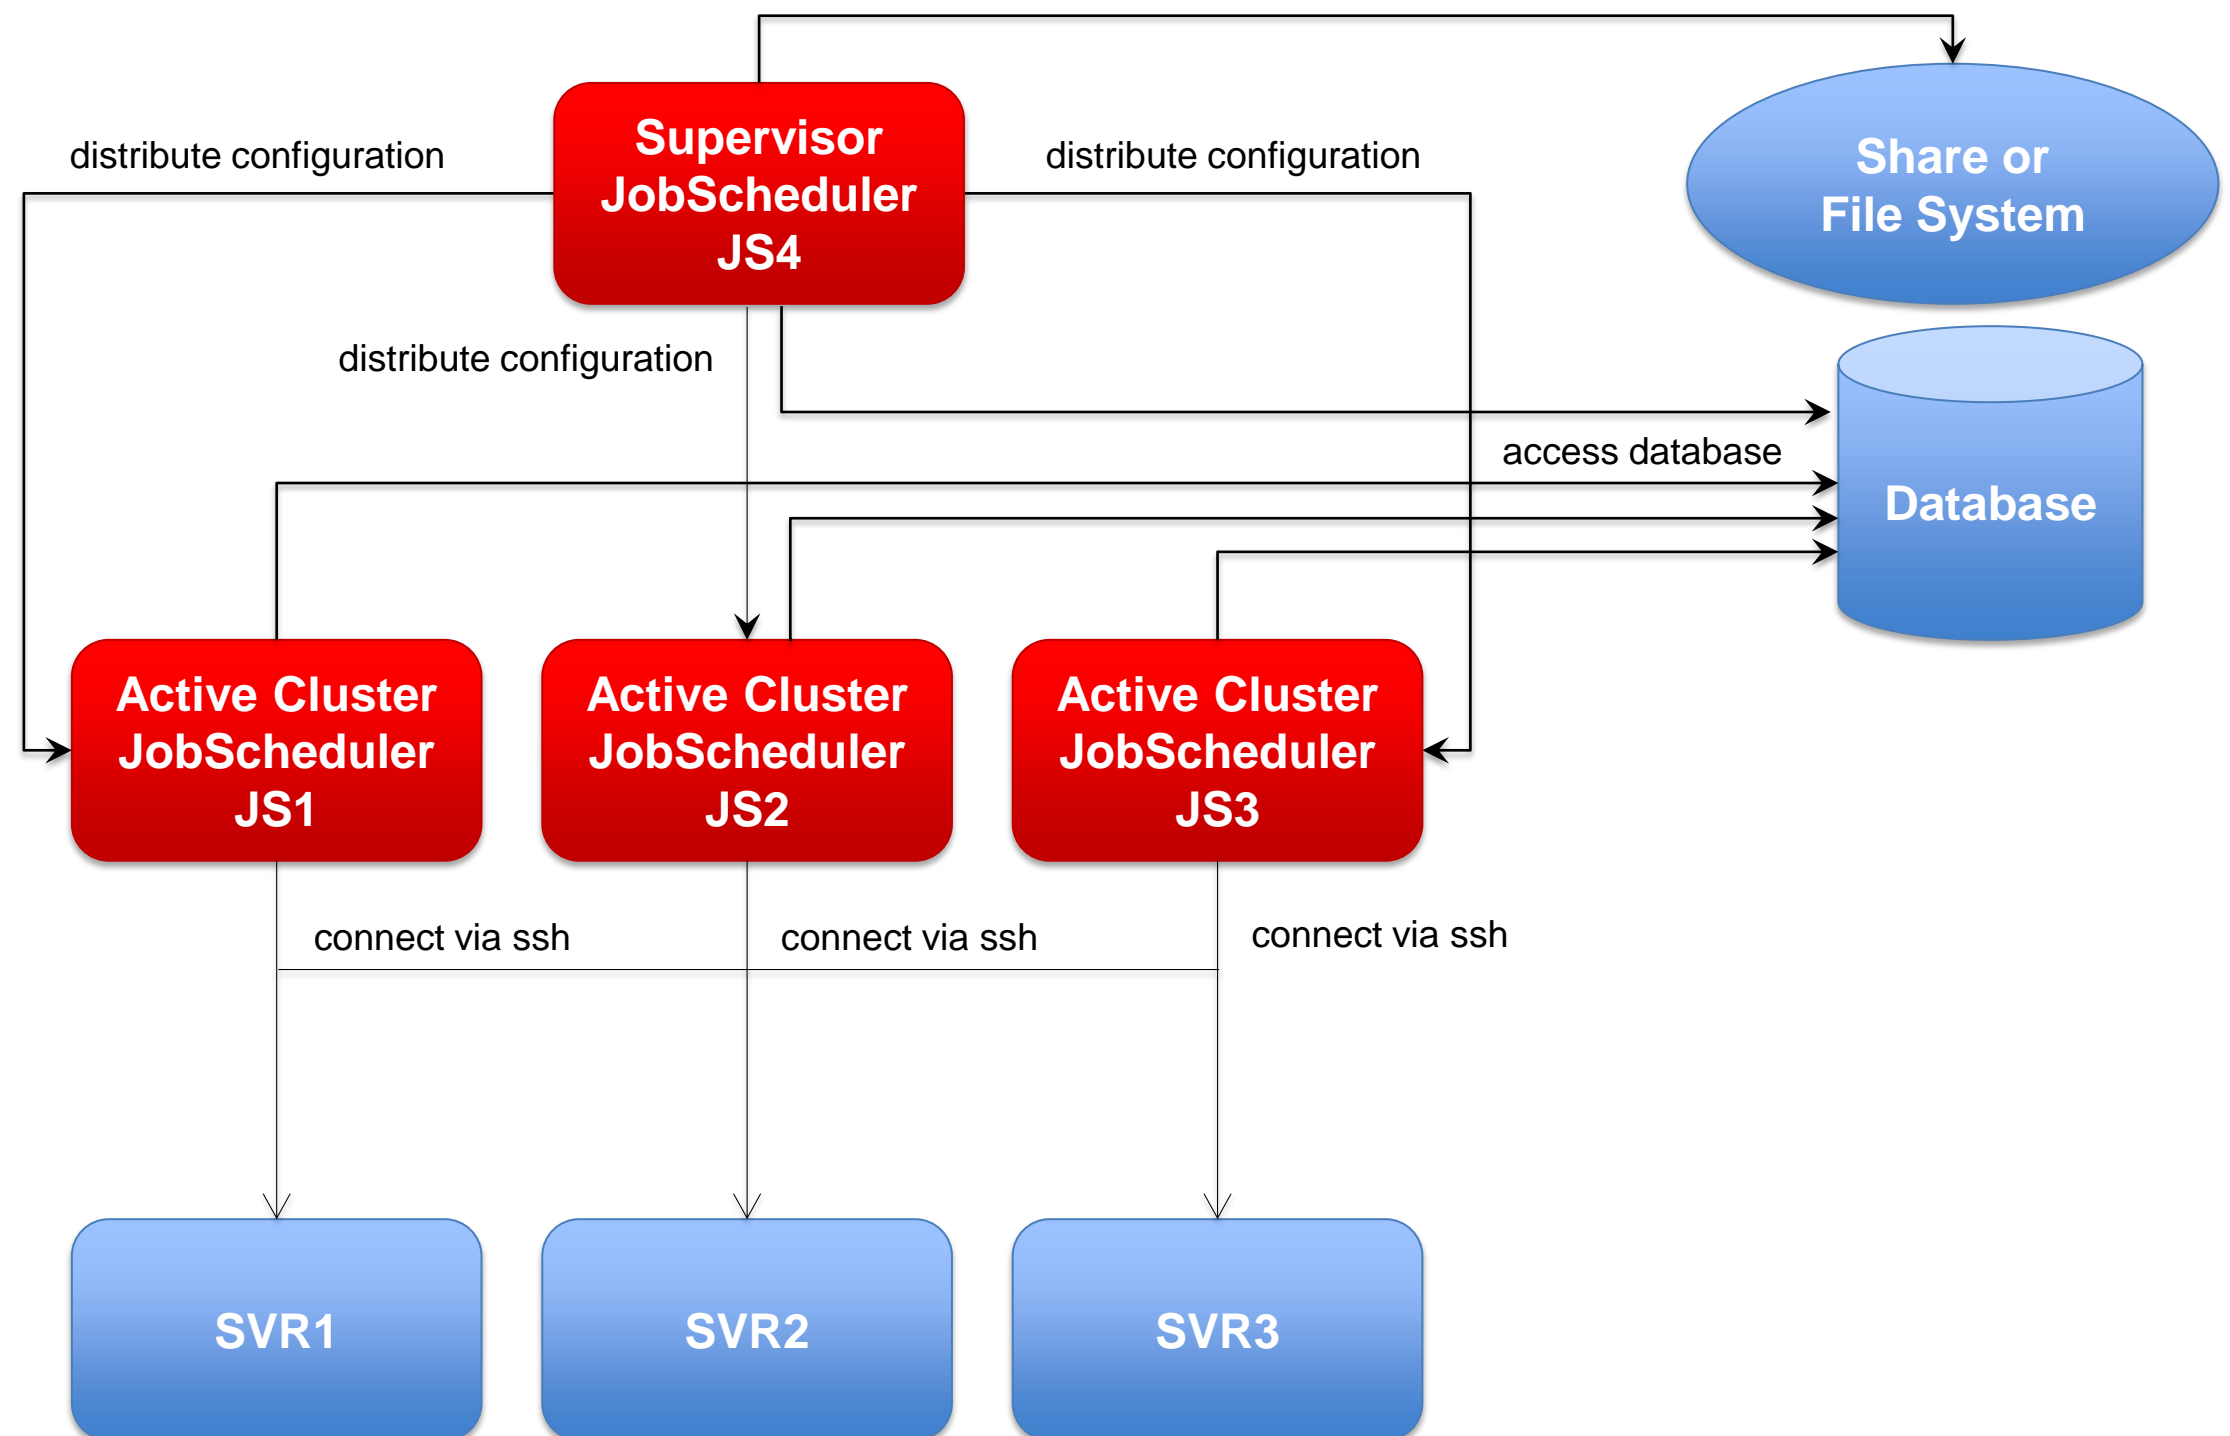 Supervisor
JobScheduler
JS4
Share or
File System
distribute configuration
distribute configuration
distribute configuration
access database
Database
Active Cluster
JobScheduler
JS1
Active Cluster
JobScheduler
JS2
Active Cluster
JobScheduler
JS3
connect via ssh
connect via ssh
connect via ssh
SVR1
SVR2
SVR3